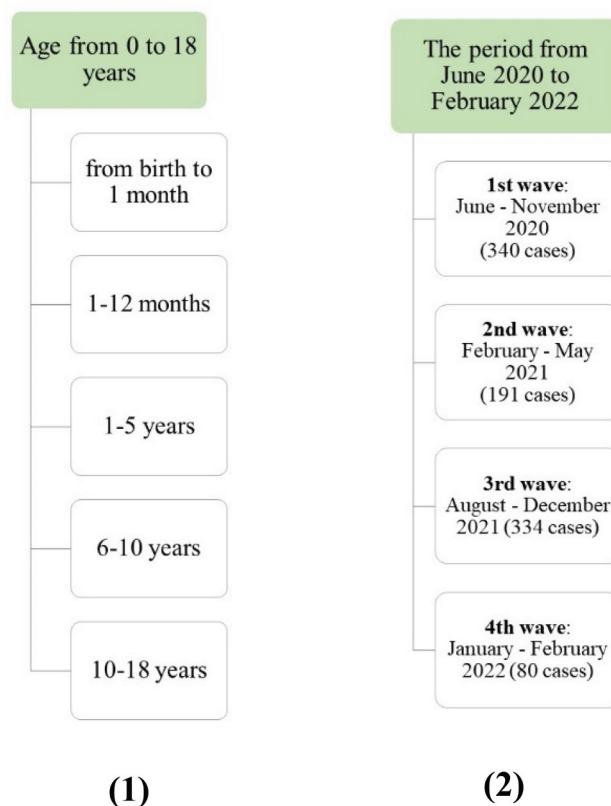 Age from 0 to 18
years
from birth to
1 month
1-12 months
1-5 years
6-10 years
10-18 years
(1)
The period from
June 2020 to
February 2022
1st wave:
June - November
2020
(340 cases)
2nd wave:
February - May
2021
(191 cases)
3rd wave:
August - December
2021 (334 cases)
4th wave:
January - February
2022 (80 cases)
(2)